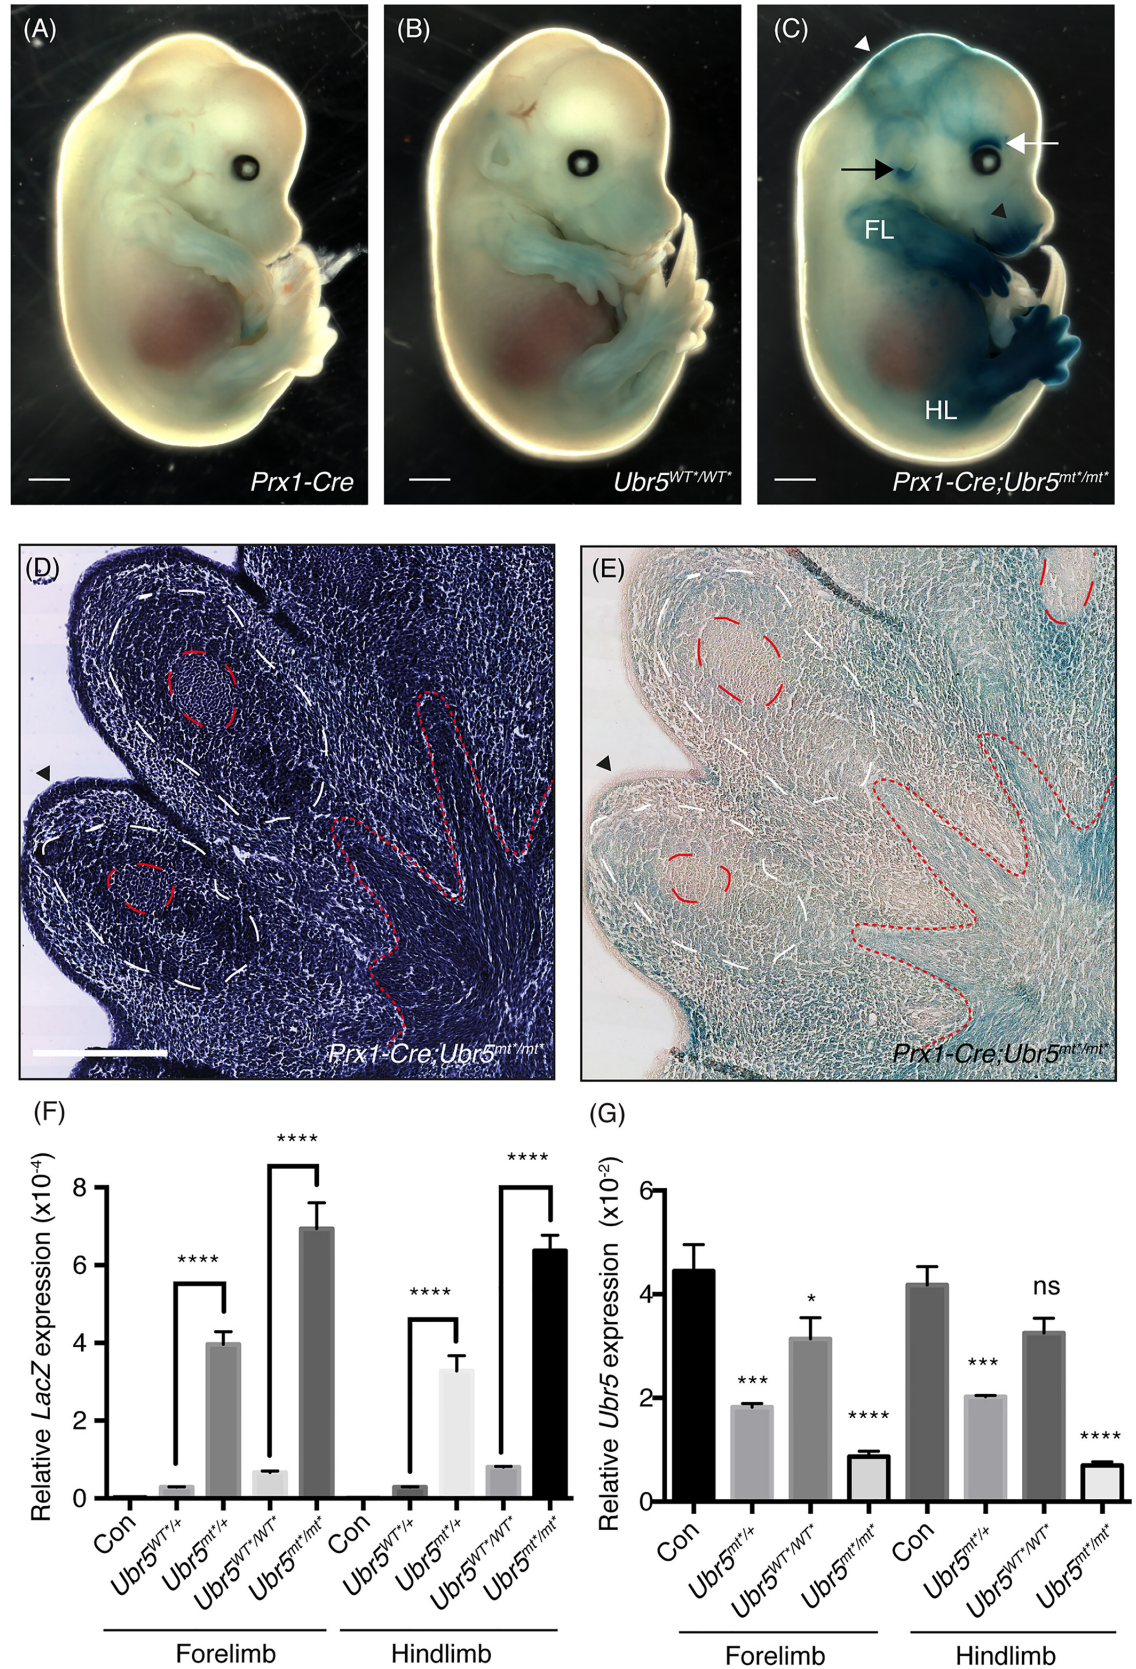 (A)
Prx1-Cre
(B)
Ubr5WT*/WT*
(C)
FL
HL
Prx1-Cre;Ubr5mt*/mt*
(D)
Prx1-Cre;Ubr5mt*/mt*
(E)
Prx1-Cre;Ubr5mt*/mt*
(F)
Relative LacZ expression (x10-4)
8
6
4
2
0
****
****
****
****
Con
Ubr5WT*/+
Ubr5mt*/+
Ubr5WT*/WT*
Ubr5mt*/mt*
Con
Ubr5WT*/+
Ubr5mt*/+
Ubr5WT*/WT*
Ubr5mt*/mt*
Forelimb
Hindlimb
(G)
Relative Ubr5 expression (x10-2)
6
4
2
0
***
*
****
***
ns
****
Con
Ubr5mt*/+
Ubr5WT*/WT*
Ubr5mt*/mt*
Con
Ubr5mt*/+
Ubr5WT*/WT*
Ubr5mt*/mt*
Forelimb
Hindlimb